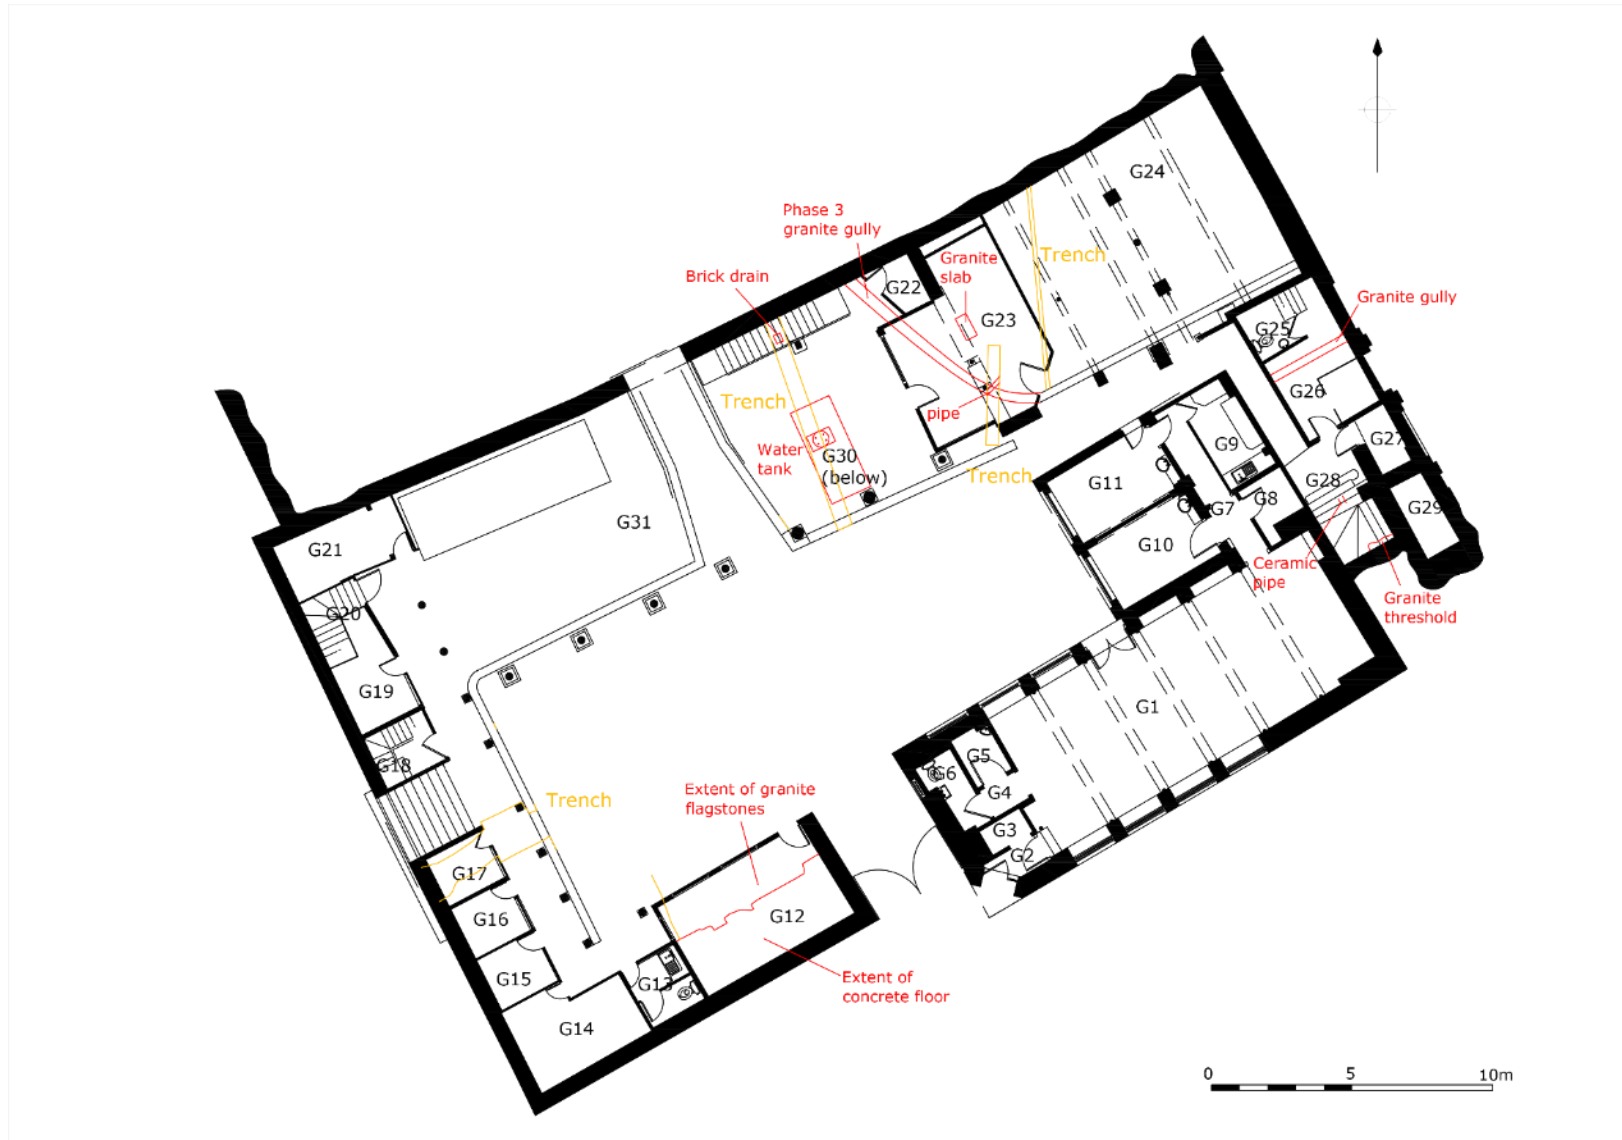 G24
Phase 3
granite gully
Trench
Granite
slab
Brick drain
G22
Granite gully
G23
G25
Trench
G26
pipe
Water
tank
G30
(below)
G27
G9
Trench
G11
G28
G8
G7
G29
G31
G10
G21
Ceramic
pipe
Granite
threshold
G20
G19
G1
G5
G18
G6
Extent of granite
flagstones
G4
Trench
G3
G2
G17
G16
G12
G15
G13
Extent of
concrete floor
G14
0 5 10m